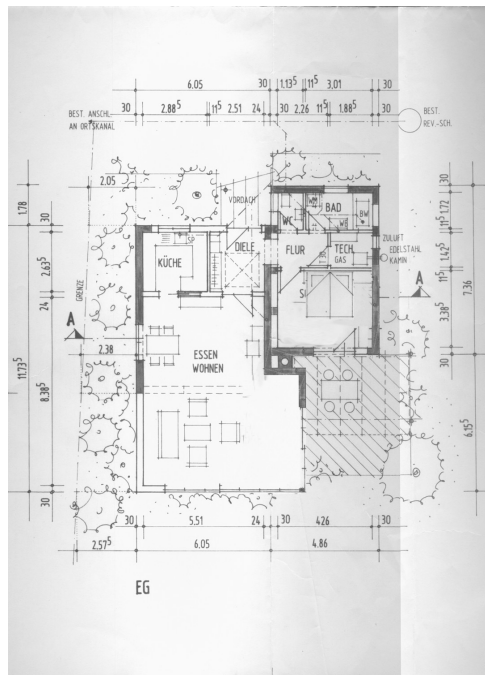 6.05 30 1.13⁵ 11⁵ 3,01 30
30 2.88⁵ 11⁵ 2.51 24 30 2.26 11⁵ 1.88⁵ 30
BEST. ANSCHL-
AN ORTSKANAL
BEST.
REV.-SCH.
2.05
VORDACH
WC
BAD
BW
KÜCHE
DIELE
FLUR
TECH.
GAS
ZULUFT
EDELSTAHL
KAMIN
GRENZE
A
A
2.38
ESSEN
WOHNEN
1.78
30
2.63⁵
24
11.73⁵
8.38⁵
30
30
1.72
11⁵
1.42⁵
11⁵
3.38⁵
30
7.36
6.15⁵
30 5.51 24 30 426 30
2.57⁵ 6.05 4.86
EG